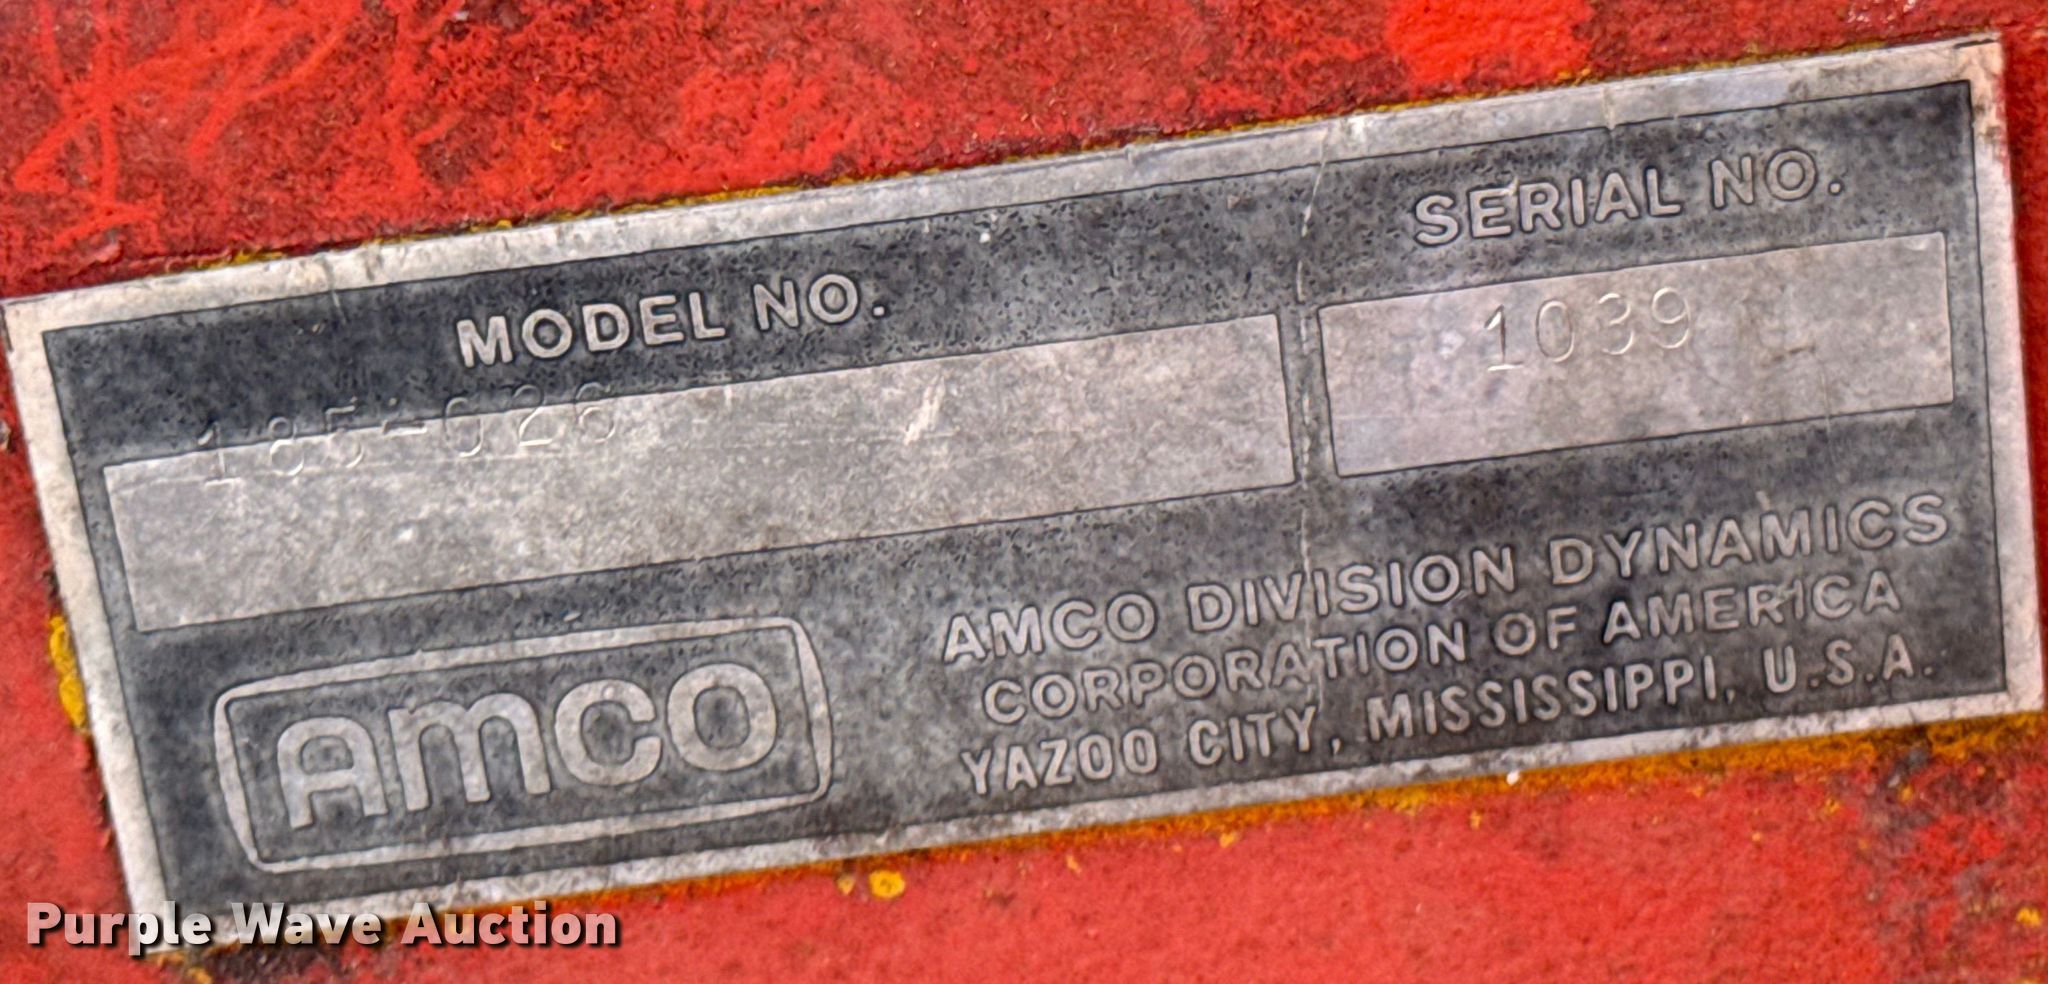 MODEL NO.
SERIAL NO.
185-026
1039
AMCO
AMCO DIVISION DYNAMICS
CORPORATION OF AMERICA
YAZOO CITY, MISSISSIPPI, U.S.A.
Purple Wave Auction